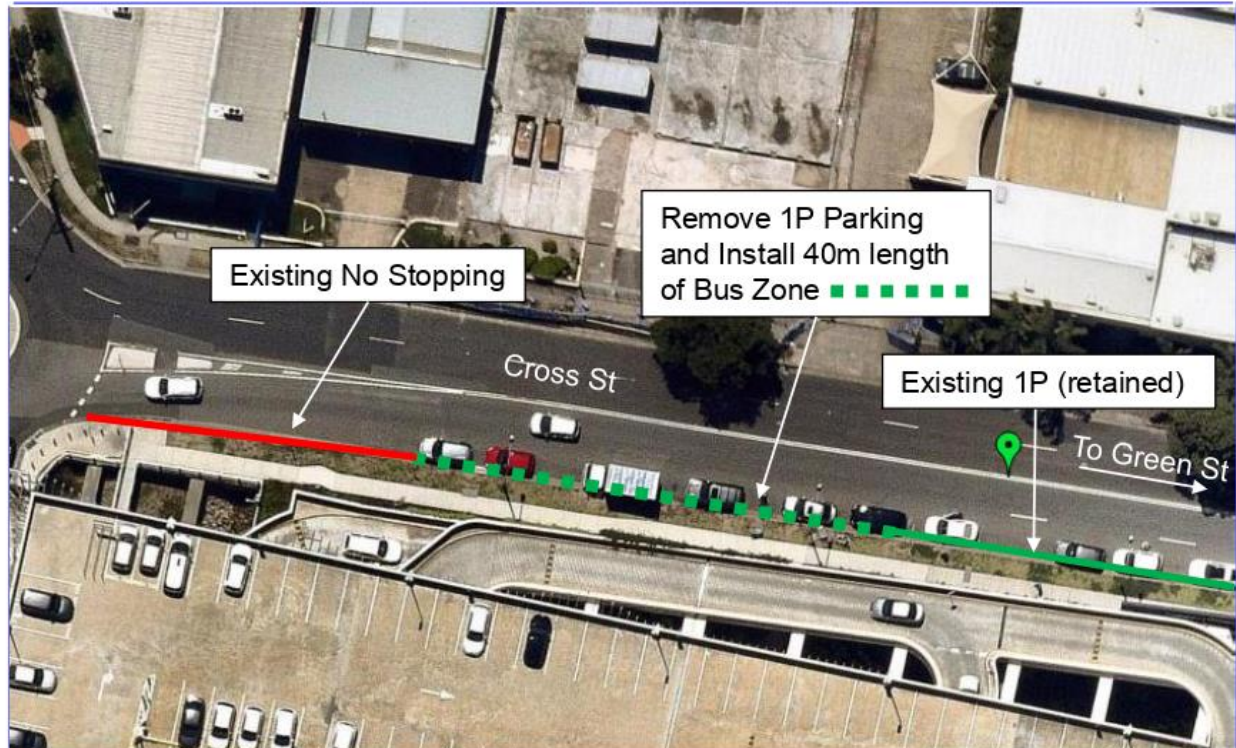 Remove 1P Parking
and Install 40m length
of Bus Zone
Existing No Stopping
Cross St
Existing 1P (retained)
To Green St